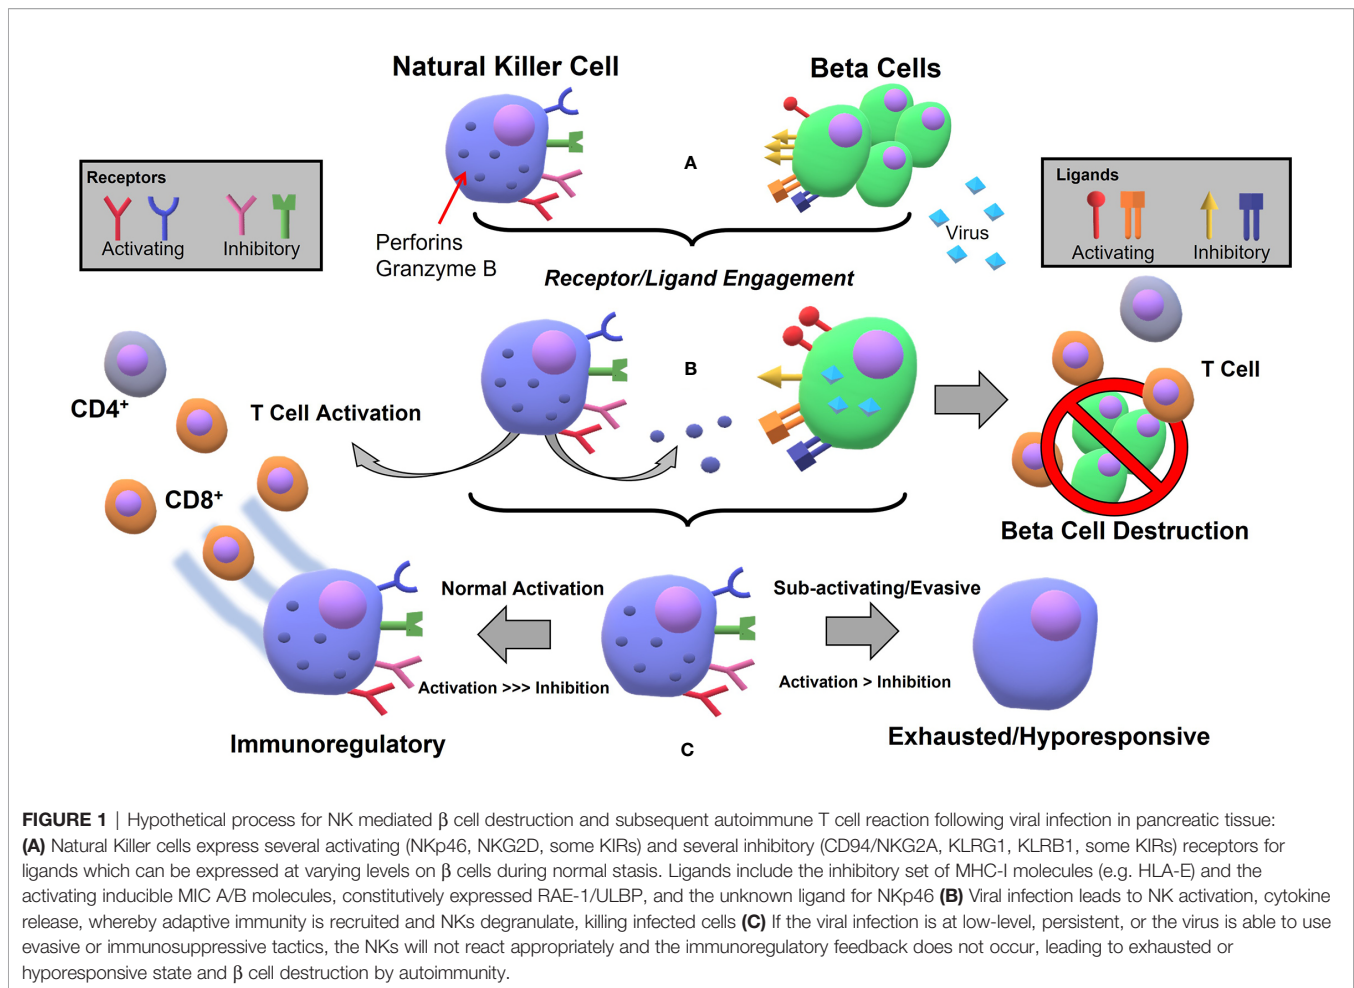 Natural Killer Cell
Beta Cells
A
Receptors
Activating
Inhibitory
Perforins
Granzyme B
Virus
Ligands
Activating
Inhibitory
Receptor/Ligand Engagement
B
CD4+
T Cell Activation
CD8+
T Cell
Beta Cell Destruction
Normal Activation
Activation >>> Inhibition
Sub-activating/Evasive
Activation > Inhibition
Immunoregulatory
C
Exhausted/Hyporesponsive
FIGURE 1 | Hypothetical process for NK mediated β cell destruction and subsequent autoimmune T cell reaction following viral infection in pancreatic tissue:
(A) Natural Killer cells express several activating (NKp46, NKG2D, some KIRs) and several inhibitory (CD94/NKG2A, KLRG1, KLRB1, some KIRs) receptors for
ligands which can be expressed at varying levels on β cells during normal stasis. Ligands include the inhibitory set of MHC-I molecules (e.g. HLA-E) and the
activating inducible MIC A/B molecules, constitutively expressed RAE-1/ULBP, and the unknown ligand for NKp46 (B) Viral infection leads to NK activation, cytokine
release, whereby adaptive immunity is recruited and NKs degranulate, killing infected cells (C) If the viral infection is at low-level, persistent, or the virus is able to use
evasive or immunosuppressive tactics, the NKs will not react appropriately and the immunoregulatory feedback does not occur, leading to exhausted or
hyporesponsive state and β cell destruction by autoimmunity.